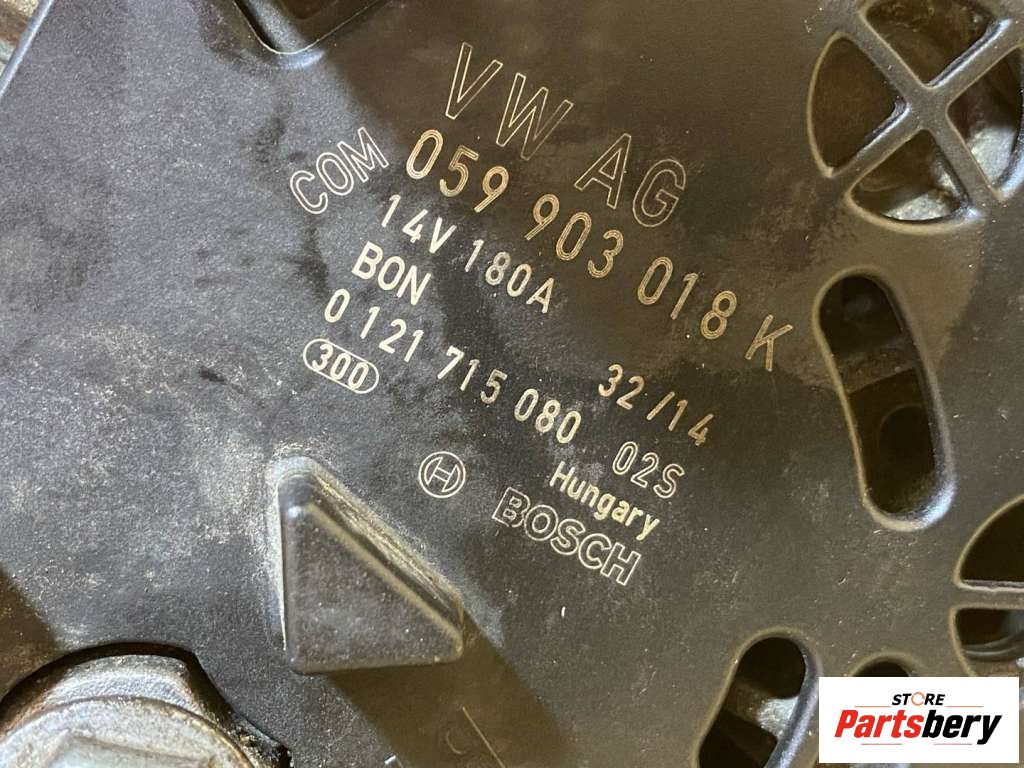 VW AG
COM 059 903 018 K
14V 180A
BON 32/14
0 121 715 080 02S
300 Hungary
BOSCH
STORE
Partsbery